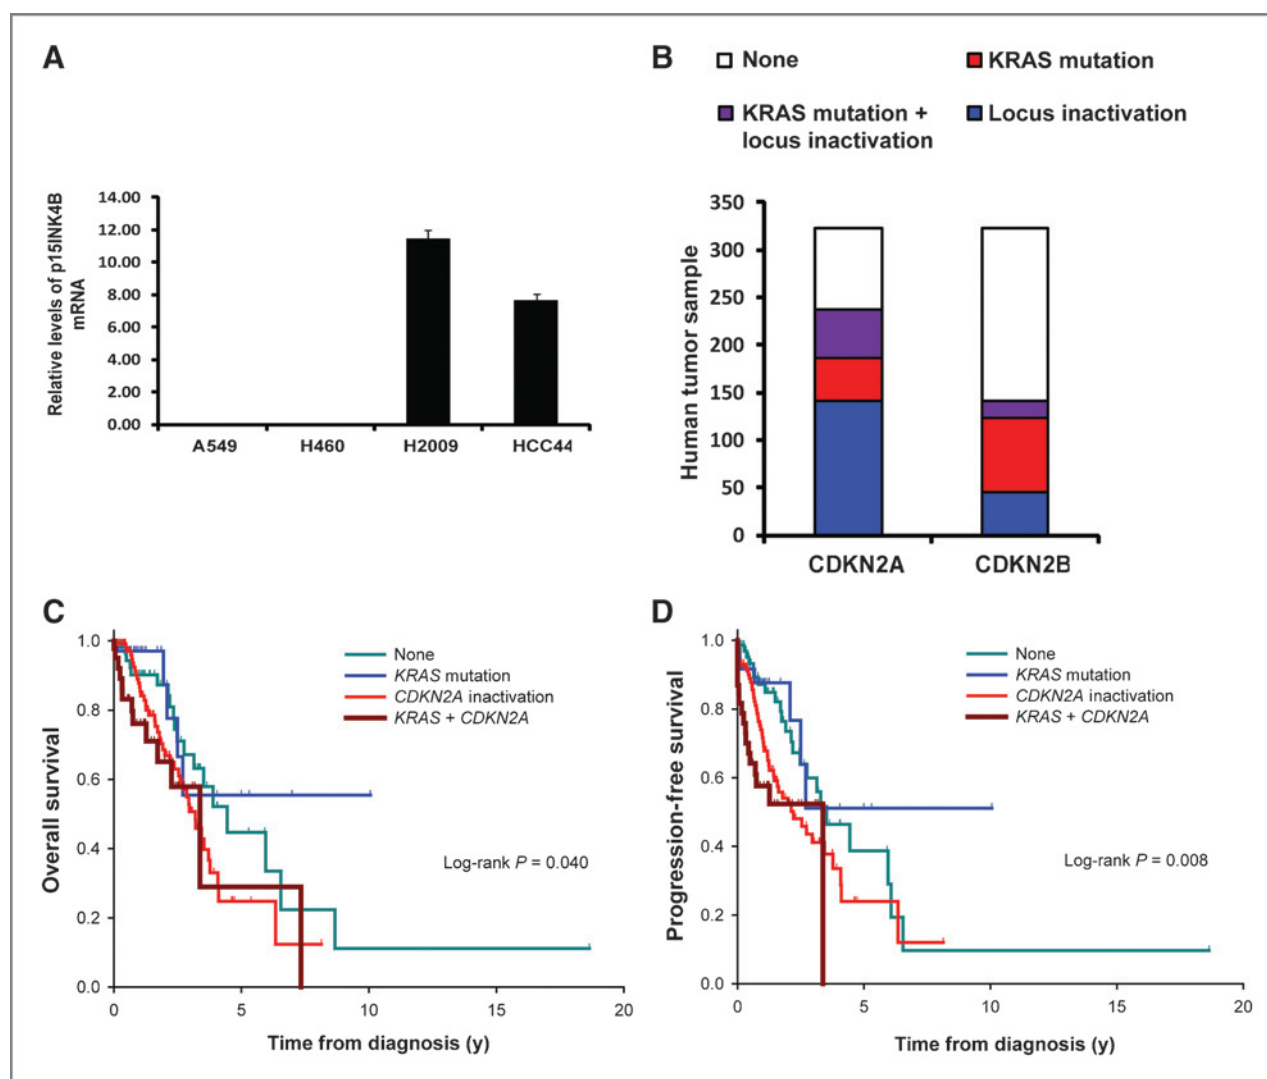 A
Relative levels of p15INK4B
mRNA
14.00
12.00
10.00
8.00
6.00
4.00
2.00
0.00
A549 H460 H2009 HCC44
B
None
KRAS mutation
KRAS mutation +
locus inactivation
Locus inactivation
Human tumor sample
350
300
250
200
150
100
50
0
CDKN2A CDKN2B
C
Overall survival
1.0
0.8
0.6
0.4
0.2
0.0
None
KRAS mutation
CDKN2A inactivation
KRAS + CDKN2A
Log-rank P = 0.040
0 5 10 15 20
Time from diagnosis (y)
D
Progression-free survival
1.0
0.8
0.6
0.4
0.2
0.0
None
KRAS mutation
CDKN2A inactivation
KRAS + CDKN2A
Log-rank P = 0.008
0 5 10 15 20
Time from diagnosis (y)